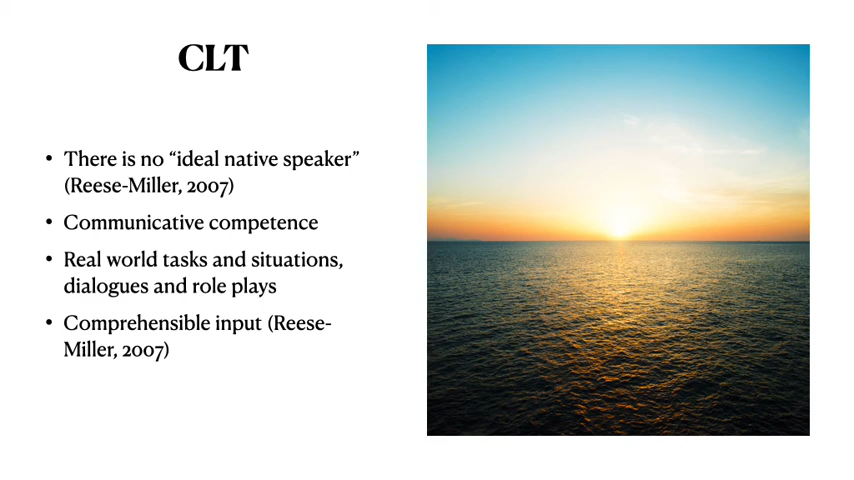 CLT
• There is no “ideal native speaker”
(Reese-Miller, 2007)
• Communicative competence
• Real world tasks and situations,
dialogues and role plays
• Comprehensible input (Reese-
Miller, 2007)